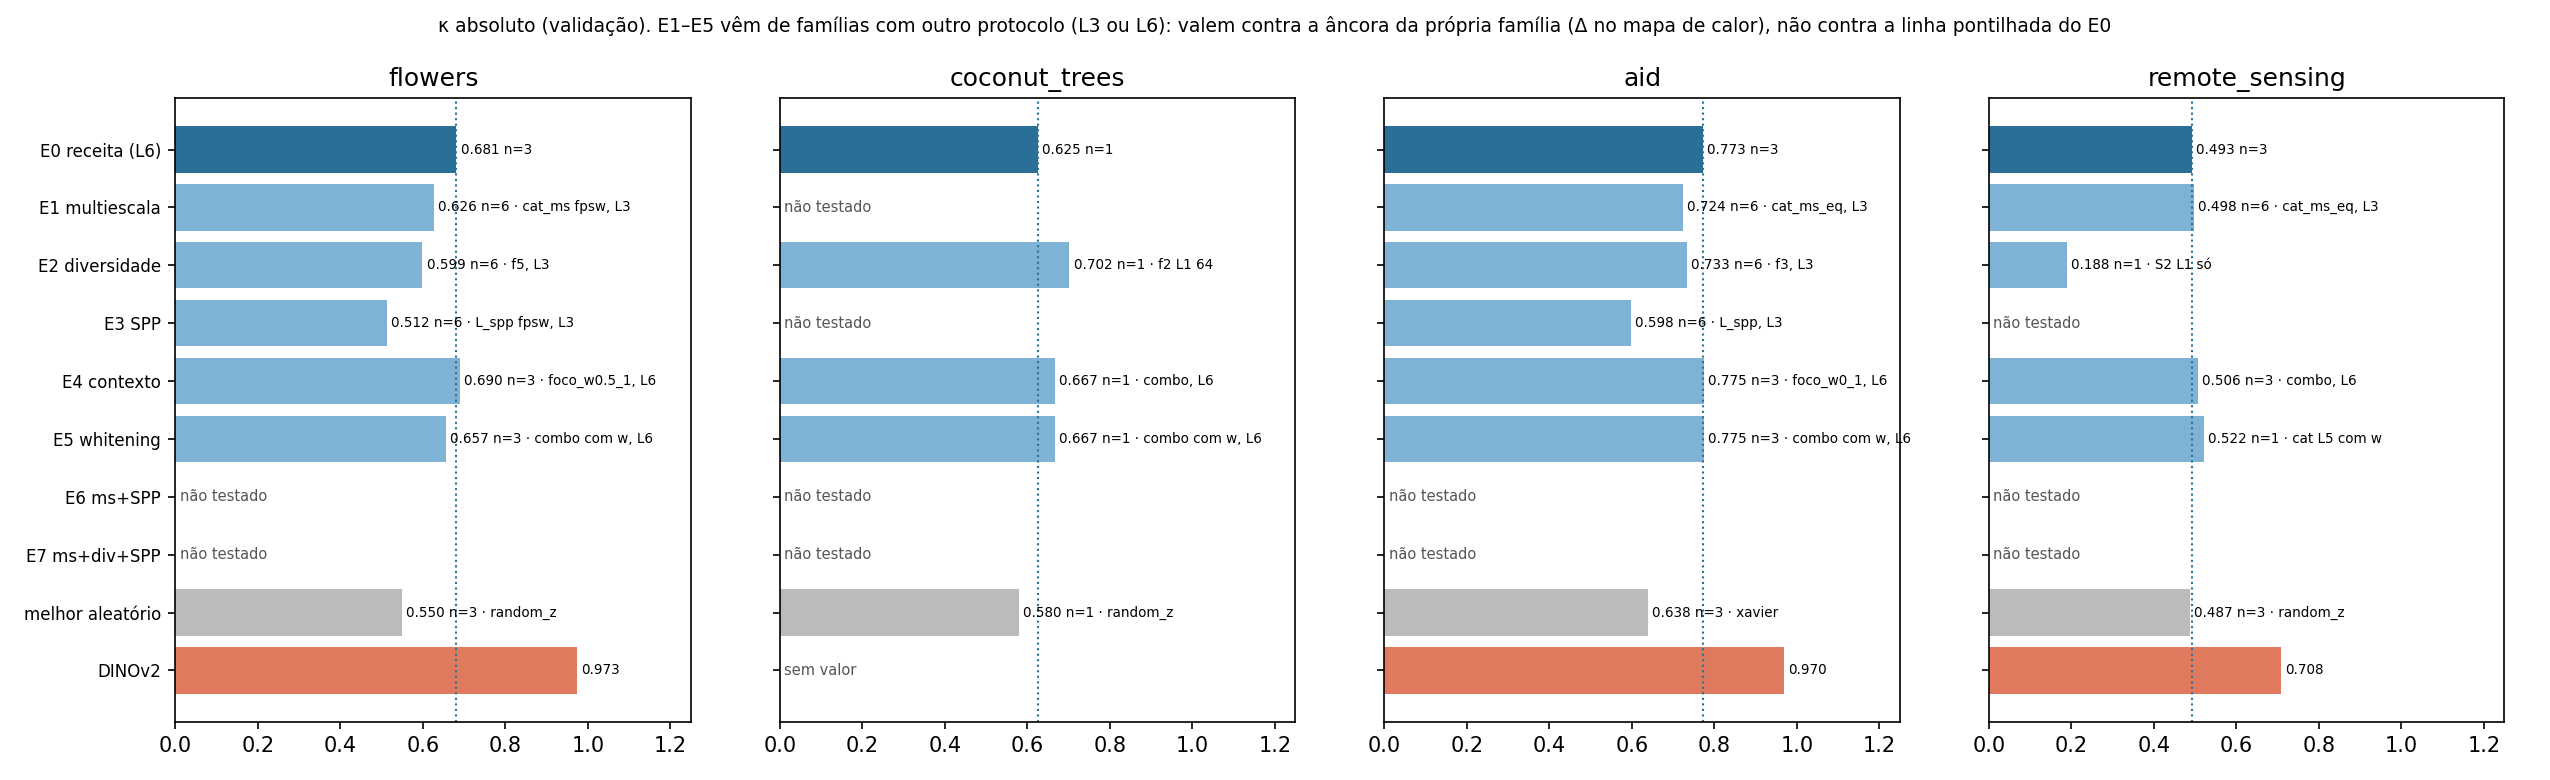 κ absoluto (validação). E1–E5 vêm de famílias com outro protocolo (L3 ou L6): valem contra a âncora da própria família (Δ no mapa de calor), não contra a linha pontilhada do E0
flowers
E0 receita (L6)
E1 multiescala
E2 diversidade
E3 SPP
E4 contexto
E5 whitening
E6 ms+SPP
E7 ms+div+SPP
melhor aleatório
DINOv2
0.681 n=3
0.626 n=6 · cat_ms fpsw, L3
0.599 n=6 · f5, L3
0.512 n=6 · L_spp fpsw, L3
0.690 n=3 · foco_w0.5_1, L6
0.657 n=3 · combo com w, L6
não testado
não testado
0.550 n=3 · random_z
0.973
0.0 0.2 0.4 0.6 0.8 1.0 1.2
coconut_trees
0.625 n=1
não testado
0.702 n=1 · f2 L1 64
não testado
0.667 n=1 · combo, L6
0.667 n=1 · combo com w, L6
não testado
não testado
0.580 n=1 · random_z
sem valor
0.0 0.2 0.4 0.6 0.8 1.0 1.2
aid
0.773 n=3
0.724 n=6 · cat_ms_eq, L3
0.733 n=6 · f3, L3
0.598 n=6 · L_spp, L3
0.775 n=3 · foco_w0_1, L6
0.775 n=3 · combo com w, L6
não testado
não testado
0.638 n=3 · xavier
0.970
0.0 0.2 0.4 0.6 0.8 1.0 1.2
remote_sensing
0.493 n=3
0.498 n=6 · cat_ms_eq, L3
0.188 n=1 · S2 L1 só
não testado
0.506 n=3 · combo, L6
0.522 n=1 · cat L5 com w
não testado
não testado
0.487 n=3 · random_z
0.708
0.0 0.2 0.4 0.6 0.8 1.0 1.2